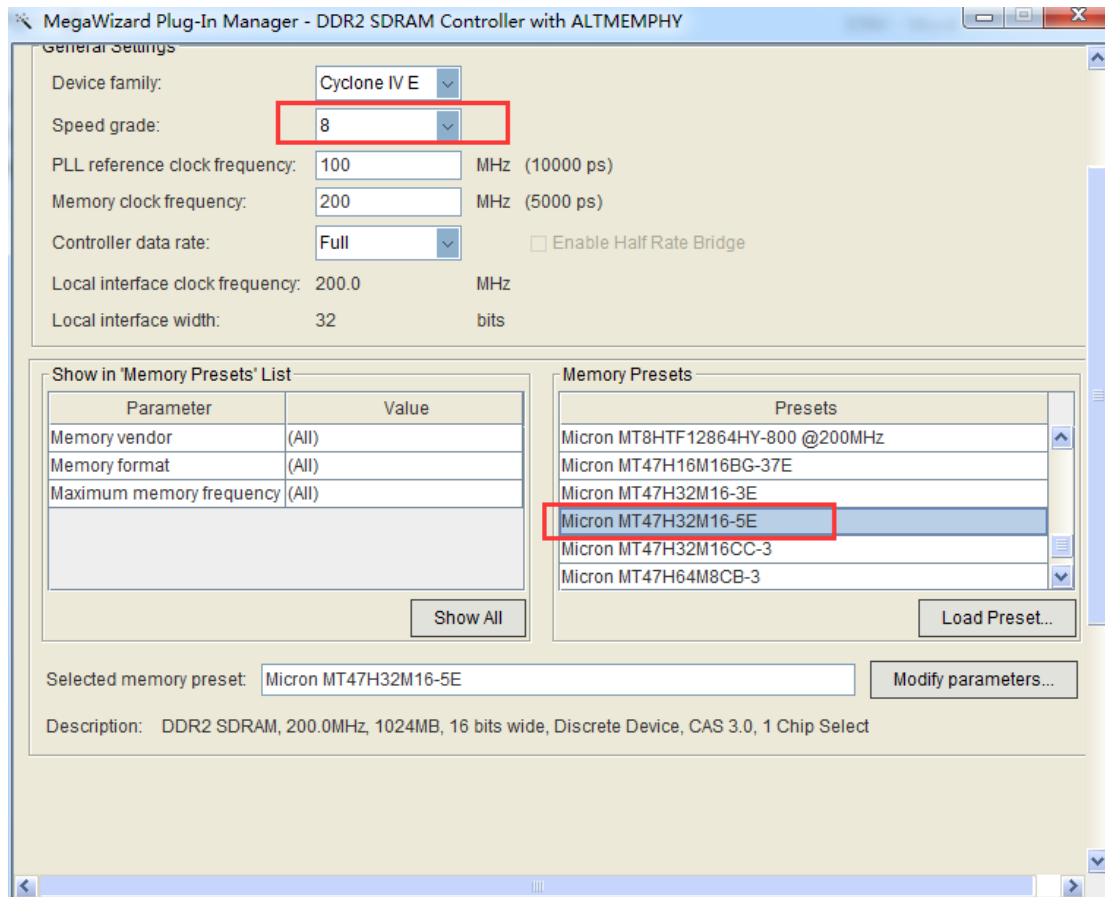 MegaWizard Plug-In Manager - DDR2 SDRAM Controller with ALTMEMPHY
General Settings
Device family: Cyclone IV E
Speed grade: 8
PLL reference clock frequency: 100 MHz (10000 ps)
Memory clock frequency: 200 MHz (5000 ps)
Controller data rate: Full Enable Half Rate Bridge
Local interface clock frequency: 200.0 MHz
Local interface width: 32 bits
Show in 'Memory Presets' List
Parameter Value
Memory vendor (All)
Memory format (All)
Maximum memory frequency (All)
Show All
Memory Presets
Presets
Micron MT8HTF12864HY-800 @200MHz
Micron MT47H16M16BG-37E
Micron MT47H32M16-3E
Micron MT47H32M16-5E
Micron MT47H32M16CC-3
Micron MT47H64M8CB-3
Load Preset...
Selected memory preset: Micron MT47H32M16-5E Modify parameters...
Description: DDR2 SDRAM, 200.0MHz, 1024MB, 16 bits wide, Discrete Device, CAS 3.0, 1 Chip Select